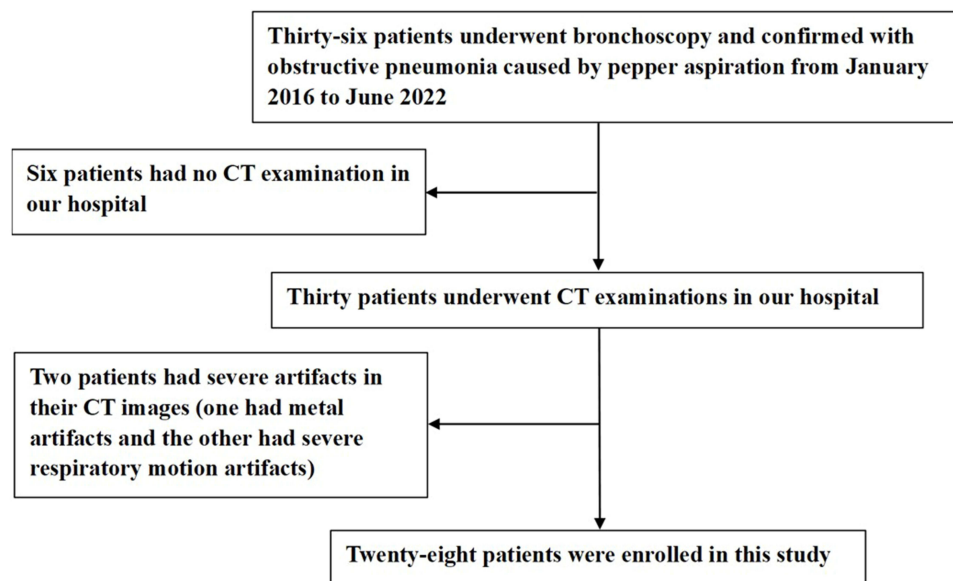 Thirty-six patients underwent bronchoscopy and confirmed with
obstructive pneumonia caused by pepper aspiration from January
2016 to June 2022
Six patients had no CT examination in
our hospital
Thirty patients underwent CT examinations in our hospital
Two patients had severe artifacts in
their CT images (one had metal
artifacts and the other had severe
respiratory motion artifacts)
Twenty-eight patients were enrolled in this study